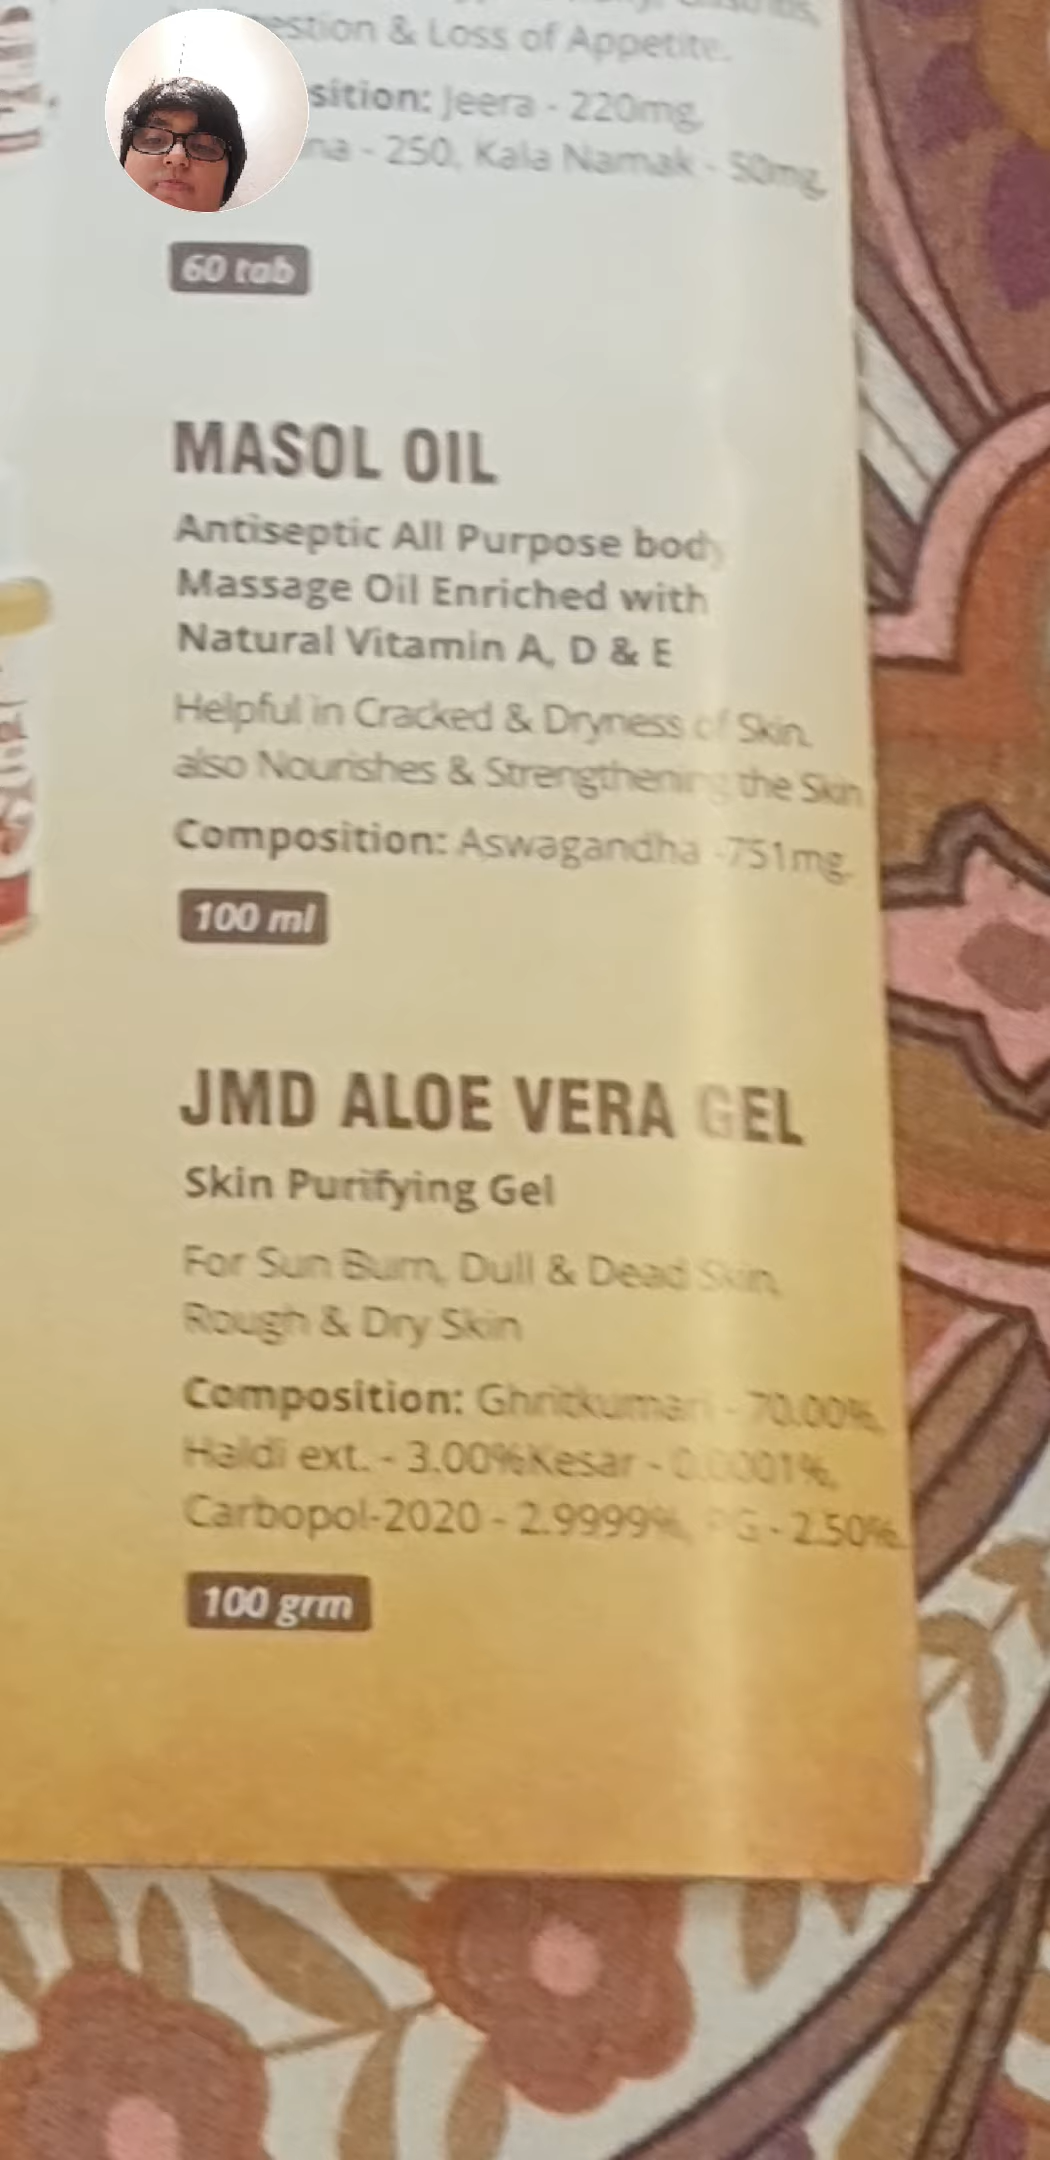 & Loss of Appetite.
Jeera - 220mg,
- 250, Kala Namak - 50mg,
60 tab
MASOL OIL
Antiseptic All Purpose body
Massage Oil Enriched with
Natural Vitamin A, D & E
Helpful in Cracked & Dryness of Skin.
also Nourishes & Strengthening the Skin
Composition: Aswagandha -751mg.
100 ml
JMD ALOE VERA GEL
Skin Purifying Gel
For Sun Burn, Dull & Dead Skin,
Rough & Dry Skin
Composition: Ghritkumari - 70.00%,
Haldi ext. - 3.00%Kesar - 0.0001%,
Carbopol-2020 - 2.9999%, PG - 2.50%.
100 grm